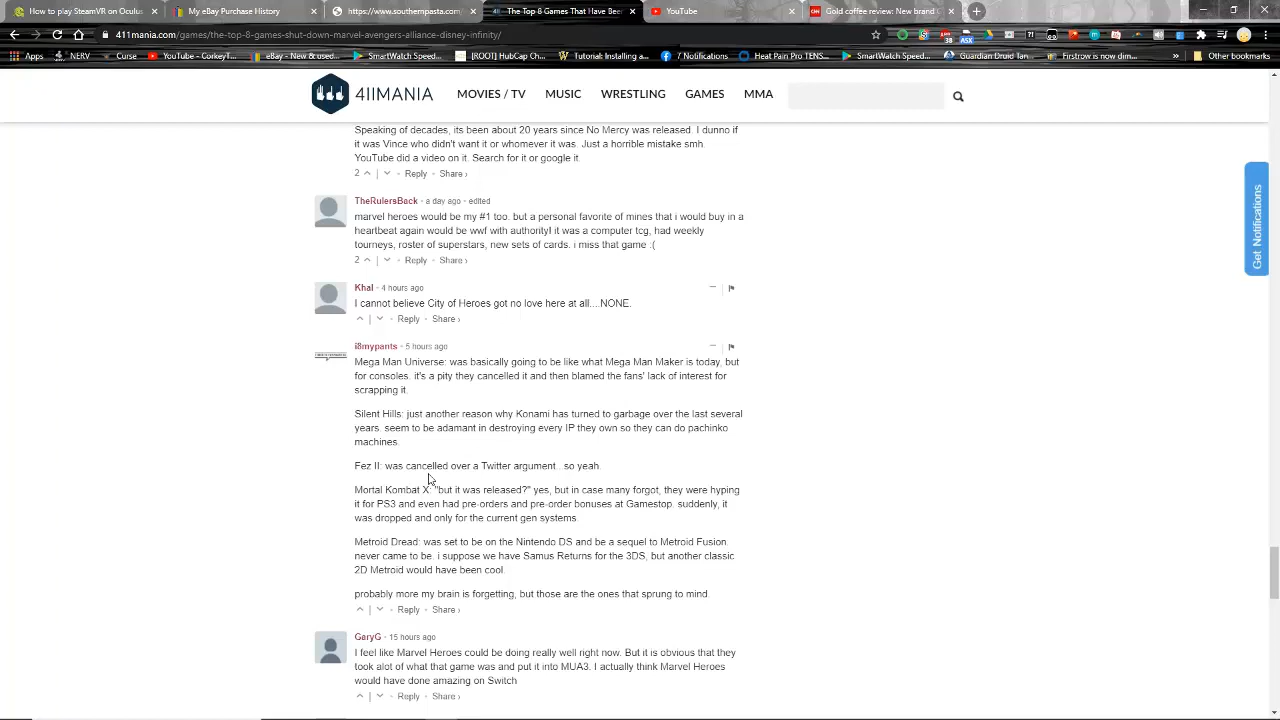 How to play SteamVR on Oculus
My eBay Purchase History
https://www.southernpasta.com
The Top 8 Games That Have Bee
YouTube
Gold coffee review: New brand
411mania.com/games/the-top-8-games-shut-down-marvel-avengers-alliance-disney-infinity/
Apps NERV Curse YouTube - CorkeyT... eBay - New & used... SmartWatch Speed... [ROOT] HubCap Ch... Tutorial: Installing a... 7 Notifications Heat Pain Pro TENS... SmartWatch Speed... Guardian Druid Tan... Firstrow is now dim... » Other bookmarks
411MANIA MOVIES / TV MUSIC WRESTLING GAMES MMA
Get Notifications
Speaking of decades, its been about 20 years since No Mercy was released. I dunno if
it was Vince who didn't want it or whomever it was. Just a horrible mistake smh.
YouTube did a video on it. Search for it or google it.
2 • Reply • Share ›
TheRulersBack • a day ago • edited
marvel heroes would be my #1 too. but a personal favorite of mines that i would buy in a
heartbeat again would be wwf with authority! it was a computer tcg, had weekly
tourneys, roster of superstars, new sets of cards. i miss that game :(
2 • Reply • Share ›
Khal • 4 hours ago
I cannot believe City of Heroes got no love here at all....NONE.
• Reply • Share ›
i8mypants • 5 hours ago
Mega Man Universe: was basically going to be like what Mega Man Maker is today, but
for consoles. it's a pity they cancelled it and then blamed the fans' lack of interest for
scrapping it.
Silent Hills: just another reason why Konami has turned to garbage over the last several
years. seem to be adamant in destroying every IP they own so they can do pachinko
machines.
Fez II: was cancelled over a Twitter argument...so yeah.
Mortal Kombat X: "but it was released?" yes, but in case many forgot, they were hyping
it for PS3 and even had pre-orders and pre-order bonuses at Gamestop. suddenly, it
was dropped and only for the current gen systems.
Metroid Dread: was set to be on the Nintendo DS and be a sequel to Metroid Fusion.
never came to be. i suppose we have Samus Returns for the 3DS, but another classic
2D Metroid would have been cool.
probably more my brain is forgetting, but those are the ones that sprung to mind.
• Reply • Share ›
GaryG • 15 hours ago
I feel like Marvel Heroes could be doing really well right now. But it is obvious that they
took alot of what that game was and put it into MUA3. I actually think Marvel Heroes
would have done amazing on Switch
• Reply • Share ›